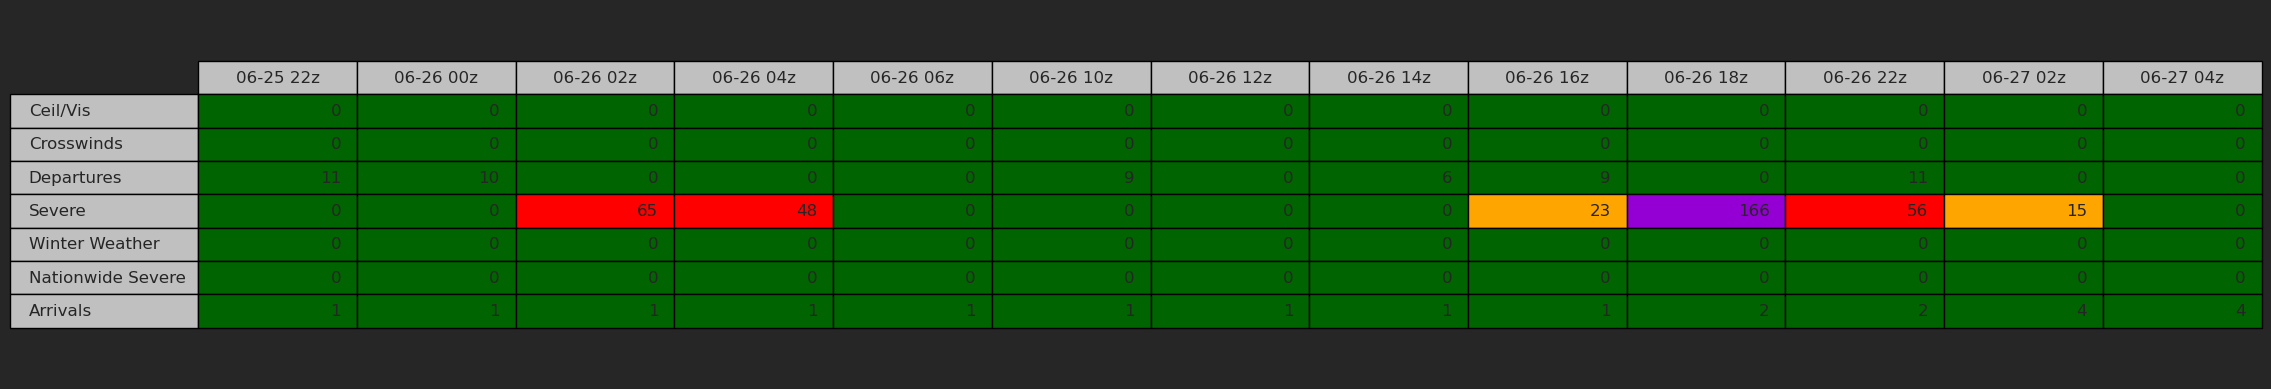 06-25 22z 06-26 00z 06-26 02z 06-26 04z 06-26 06z 06-26 10z 06-26 12z 06-26 14z 06-26 16z 06-26 18z 06-26 22z 06-27 02z 06-27 04z
Ceil/Vis 0 0 0 0 0 0 0 0 0 0 0 0 0
Crosswinds 0 0 0 0 0 0 0 0 0 0 0 0 0
Departures 11 10 0 0 0 9 0 6 9 0 11 0 0
Severe 0 0 65 48 0 0 0 0 23 166 56 15 0
Winter Weather 0 0 0 0 0 0 0 0 0 0 0 0 0
Nationwide Severe 0 0 0 0 0 0 0 0 0 0 0 0 0
Arrivals 1 1 1 1 1 1 1 1 1 2 2 4 4